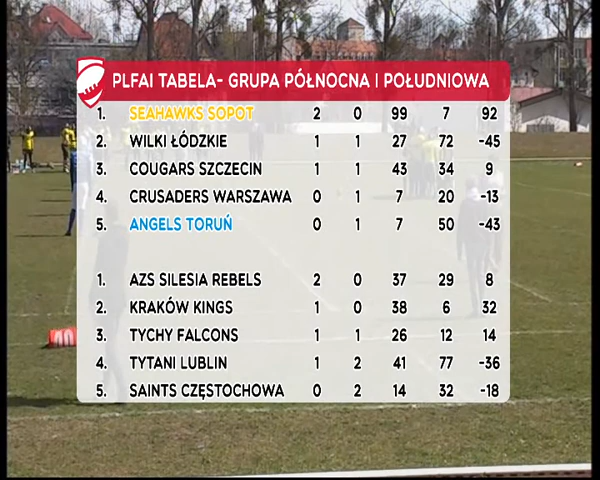 PLFAI TABELA- GRUPA PÓŁNOCNA I POŁUDNIOWA
1. SEAHAWKS SOPOT 2 0 99 7 92
2. WILKI ŁÓDZKIE 1 1 27 72 -45
3. COUGARS SZCZECIN 1 1 43 34 9
4. CRUSADERS WARSZAWA 0 1 7 20 -13
5. ANGELS TORUŃ 0 1 7 50 -43
1. AZS SILESIA REBELS 2 0 37 29 8
2. KRAKÓW KINGS 1 0 38 6 32
3. TYCHY FALCONS 1 1 26 12 14
4. TYTANI LUBLIN 1 2 41 77 -36
5. SAINTS CZĘSTOCHOWA 0 2 14 32 -18